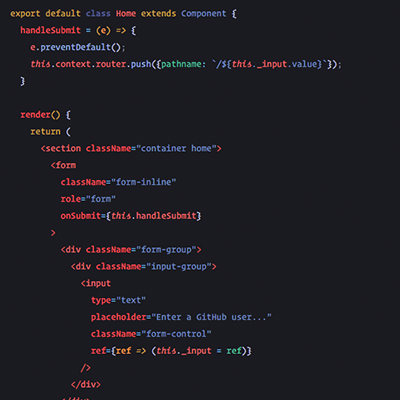 export default class Home extends Component {
handleSubmit = (e) => {
e.preventDefault();
this.context.router.push({pathname: `/${this._input.value}`});
}
render() {
return (
<section className="container home">
<form
className="form-inline"
role="form"
onSubmit={this.handleSubmit}
>
<div className="form-group">
<div className="input-group">
<input
type="text"
placeholder="Enter a GitHub user..."
className="form-control"
ref={ref => (this._input = ref)}
/>
</div>
</div>